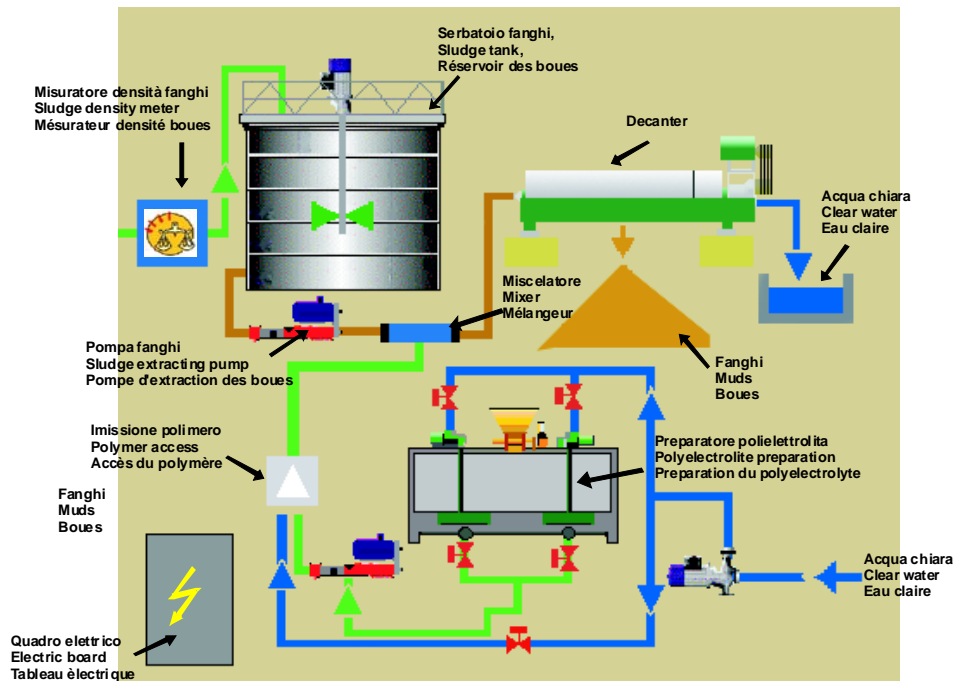 Serbatoio fanghi,
Sludge tank,
Réservoir des boues
Misuratore densità fanghi
Sludge density meter
Mésurateur densité boues
Decanter
Acqua chiara
Clear water
Eau claire
Miscelatore
Mixer
Mélangeur
Pompa fanghi
Sludge extracting pump
Pompe d'extraction des boues
Fanghi
Muds
Boues
Imissione polimero
Polymer access
Accès du polymère
Preparatore polielettrolita
Polyelectrolite preparation
Preparation du polyelectrolyte
Fanghi
Muds
Boues
Acqua chiara
Clear water
Eau claire
Quadro elettrico
Electric board
Tableau èlectrique